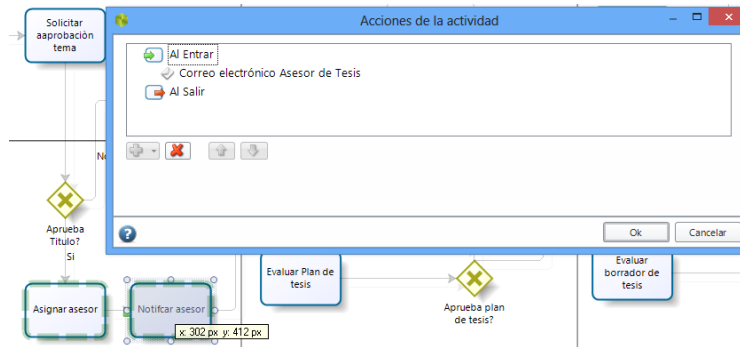 Solicitar
aaprobación
tema
Acciones de la actividad
Al Entrar
Correo electrónico Asesor de Tesis
Al Salir
Ok
Cancelar
Aprueba
Titulo?
Si
Asignar asesor
Notifcar asesor
x: 302 px y: 412 px
Evaluar Plan de
tesis
Aprueba plan
de tesis?
Evaluar
borrador de
tesis